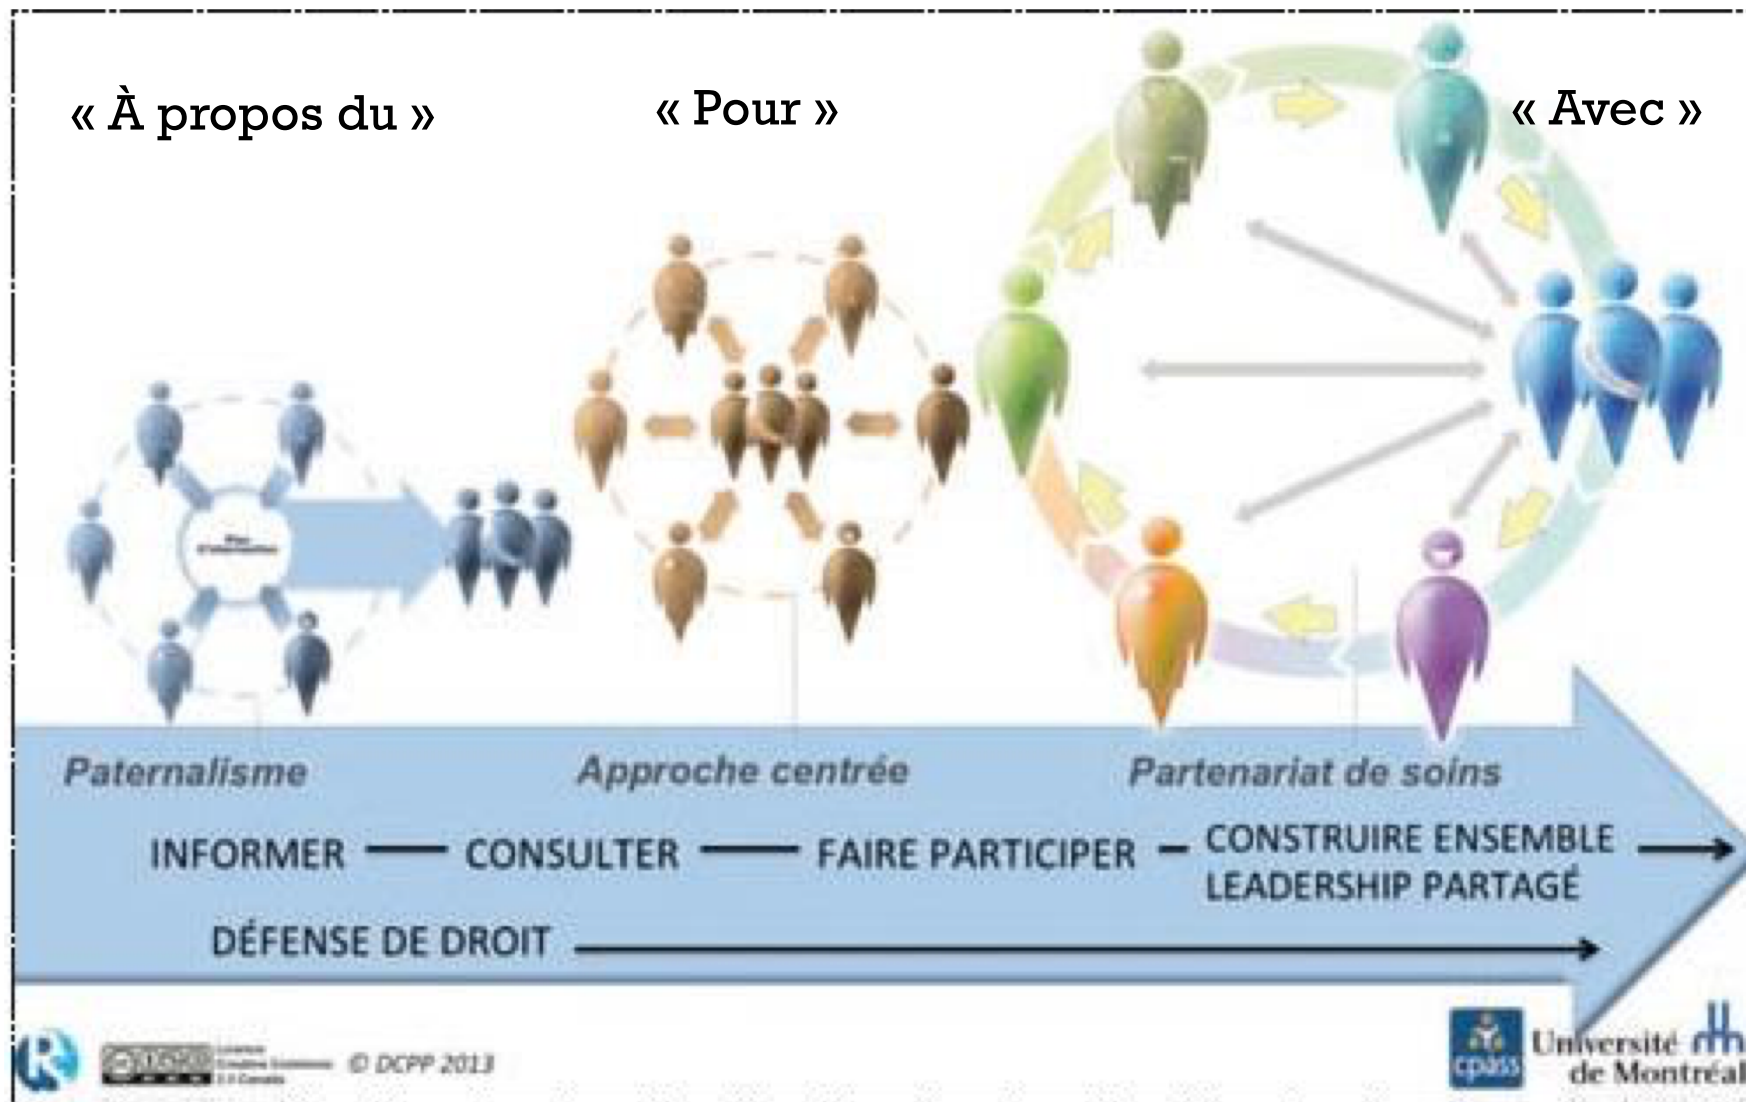 « À propos du »
« Pour »
« Avec »
Paternalisme
Approche centrée
Partenariat de soins
INFORMER
CONSULTER
FAIRE PARTICIPER
CONSTRUIRE ENSEMBLE
LEADERSHIP PARTAGÉ
DÉFENSE DE DROIT
© DCPP 2013
cpass
Université
de Montréal